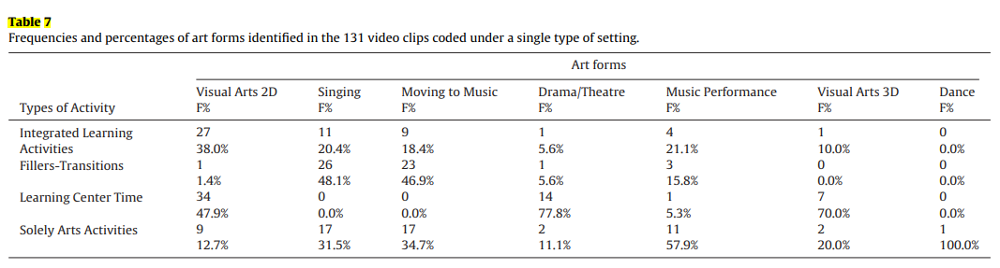 Table 7
Frequencies and percentages of art forms identified in the 131 video clips coded under a single type of setting.
Art forms
Visual Arts 2D Singing Moving to Music Drama/Theatre Music Performance Visual Arts 3D Dance
Types of Activity F% F% F% F% F% F% F%
Integrated Learning 27 11 9 1 4 1 0
Activities 38.0% 20.4% 18.4% 5.6% 21.1% 10.0% 0.0%
Fillers-Transitions 1 26 23 1 3 0 0
1.4% 48.1% 46.9% 5.6% 15.8% 0.0% 0.0%
Learning Center Time 34 0 0 14 1 7 0
47.9% 0.0% 0.0% 77.8% 5.3% 70.0% 0.0%
Solely Arts Activities 9 17 17 2 11 2 1
12.7% 31.5% 34.7% 11.1% 57.9% 20.0% 100.0%